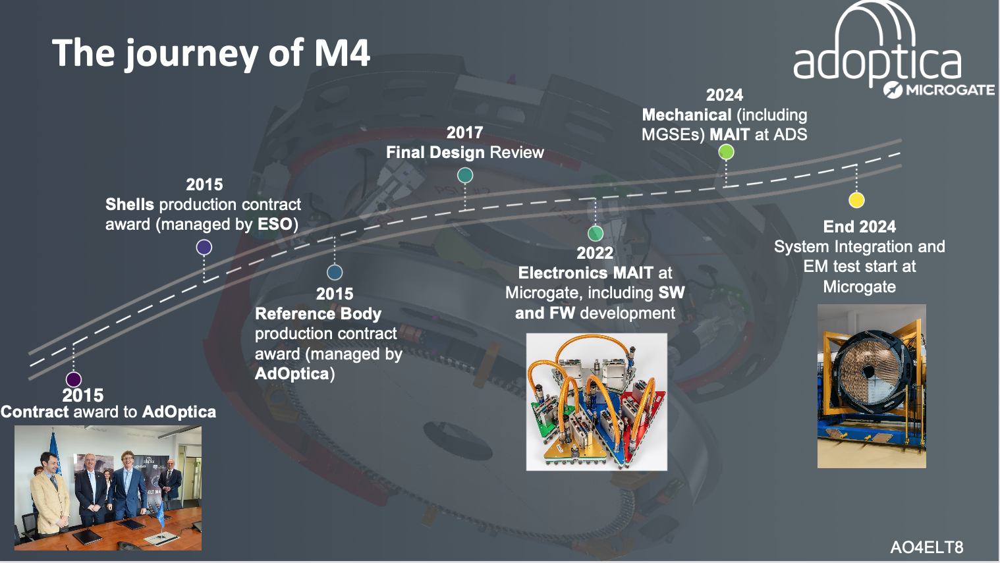 The journey of M4
adoptica
MICROGATE
2015
Contract award to AdOptica
2015
Shells production contract
award (managed by ESO)
2015
Reference Body
production contract
award (managed by
AdOptica)
2017
Final Design Review
2022
Electronics MAIT at
Microgate, including SW
and FW development
2024
Mechanical (including
MGSEs) MAIT at ADS
End 2024
System Integration and
EM test start at
Microgate
AO4ELT8